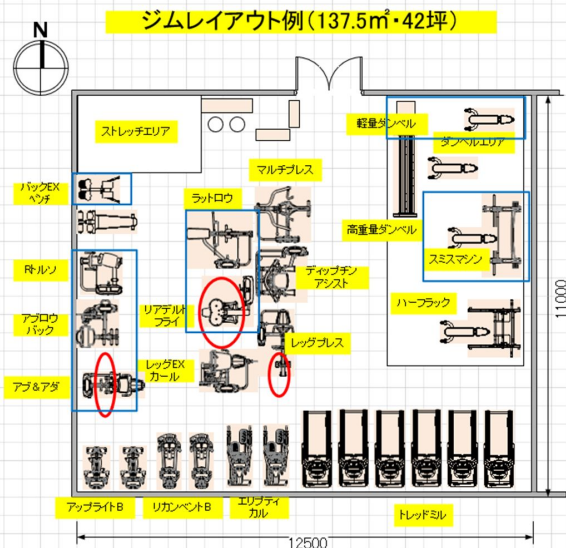 ジムレイアウト例(137.5㎡・42坪)
N
ストレッチエリア
軽量ダンベル
ダンベルエリア
バックEX
ベンチ
マルチプレス
ラットロウ
高重量ダンベル
スミスマシン
Rトルソ
ディップチン
アシスト
アブロウ
バック
リアデルト
フライ
ハーフラック
レッグプレス
レッグEX
カール
アブ&アダ
11000
アップライトB
リカンベントB
エリプティ
カル
トレッドミル
12500